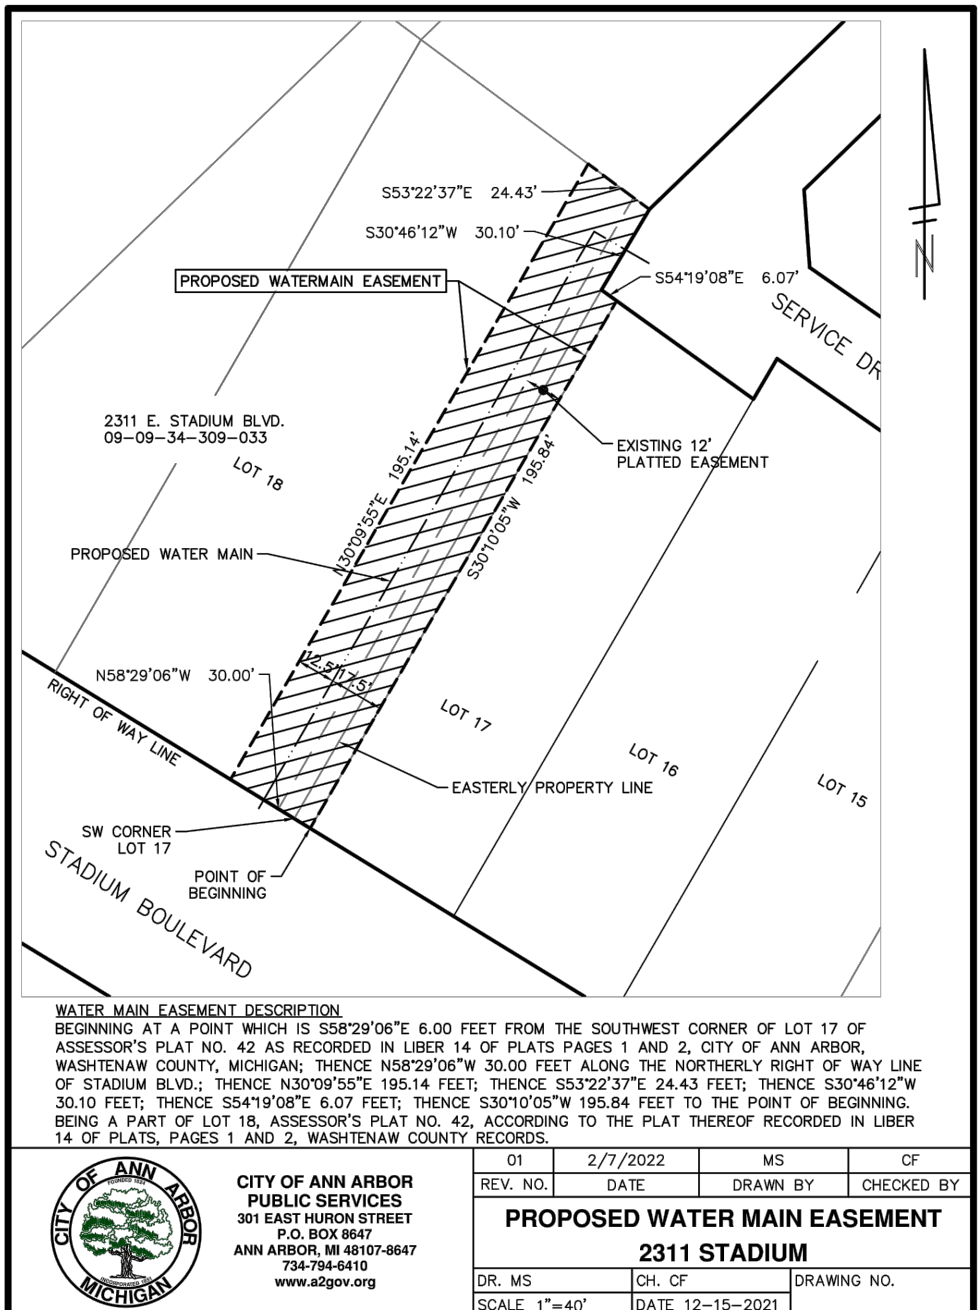 S53°22'37"E 24.43'
S30°46'12"W 30.10'
PROPOSED WATERMAIN EASEMENT
S54°19'08"E 6.07'
SERVICE DR
N
2311 E. STADIUM BLVD.
09-09-34-309-033
LOT 18
N30°09'55"E 195.14'
S30°10'05"W 195.84'
EXISTING 12'
PLATTED EASEMENT
PROPOSED WATER MAIN
12.5'
17.5'
N58°29'06"W 30.00'
RIGHT OF WAY LINE
LOT 17
LOT 16
LOT 15
EASTERLY PROPERTY LINE
SW CORNER
LOT 17
POINT OF
BEGINNING
STADIUM BOULEVARD
WATER MAIN EASEMENT DESCRIPTION
BEGINNING AT A POINT WHICH IS S58°29'06"E 6.00 FEET FROM THE SOUTHWEST CORNER OF LOT 17 OF
ASSESSOR'S PLAT NO. 42 AS RECORDED IN LIBER 14 OF PLATS PAGES 1 AND 2, CITY OF ANN ARBOR,
WASHTENAW COUNTY, MICHIGAN; THENCE N58°29'06"W 30.00 FEET ALONG THE NORTHERLY RIGHT OF WAY LINE
OF STADIUM BLVD.; THENCE N30°09'55"E 195.14 FEET; THENCE S53°22'37"E 24.43 FEET; THENCE S30°46'12"W
30.10 FEET; THENCE S54°19'08"E 6.07 FEET; THENCE S30°10'05"W 195.84 FEET TO THE POINT OF BEGINNING.
BEING A PART OF LOT 18, ASSESSOR'S PLAT NO. 42, ACCORDING TO THE PLAT THEREOF RECORDED IN LIBER
14 OF PLATS, PAGES 1 AND 2, WASHTENAW COUNTY RECORDS.
CITY OF ANN ARBOR
FOUNDED 1824
INCORPORATED 1851
MICHIGAN
CITY OF ANN ARBOR
PUBLIC SERVICES
301 EAST HURON STREET
P.O. BOX 8647
ANN ARBOR, MI 48107-8647
734-794-6410
www.a2gov.org
01 2/7/2022 MS CF
REV. NO. DATE DRAWN BY CHECKED BY
PROPOSED WATER MAIN EASEMENT
2311 STADIUM
DR. MS CH. CF DRAWING NO.
SCALE 1"=40' DATE 12-15-2021